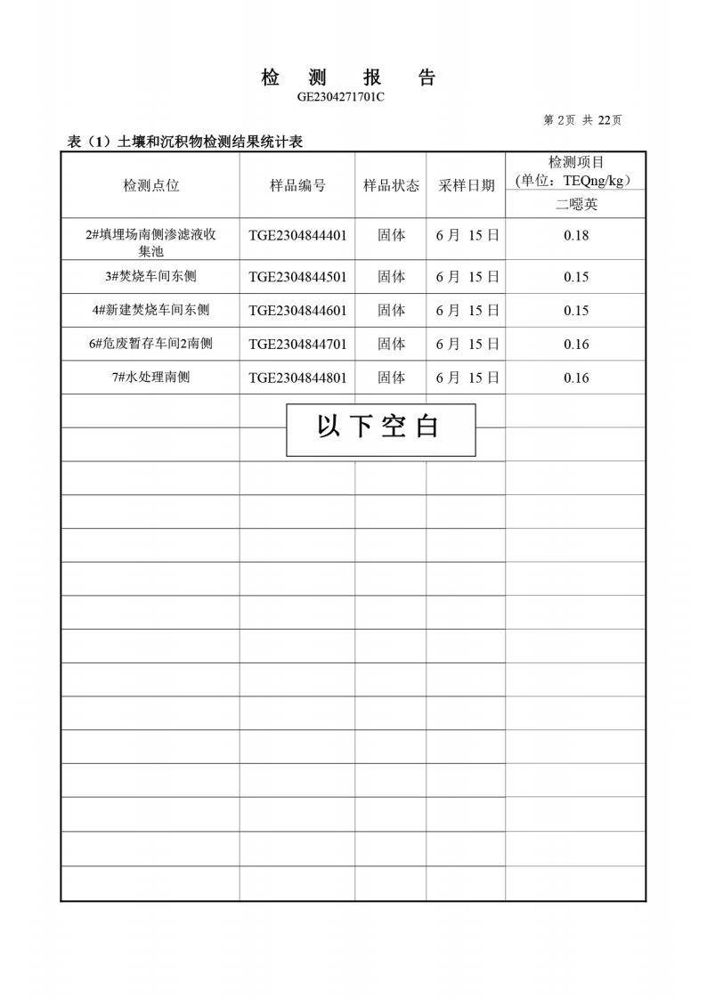 检 测 报 告
GE2304271701C
第 2页 共 22页
表（1）土壤和沉积物检测结果统计表
检测点位 样品编号 样品状态 采样日期 检测项目
(单位：TEQng/kg）
二噁英
2#填埋场南侧渗滤液收
集池 TGE2304844401 固体 6 月 15 日 0.18
3#焚烧车间东侧 TGE2304844501 固体 6 月 15 日 0.15
4#新建焚烧车间东侧 TGE2304844601 固体 6 月 15 日 0.15
6#危废暂存车间2南侧 TGE2304844701 固体 6 月 15 日 0.16
7#水处理南侧 TGE2304844801 固体 6 月 15 日 0.16
以 下 空 白